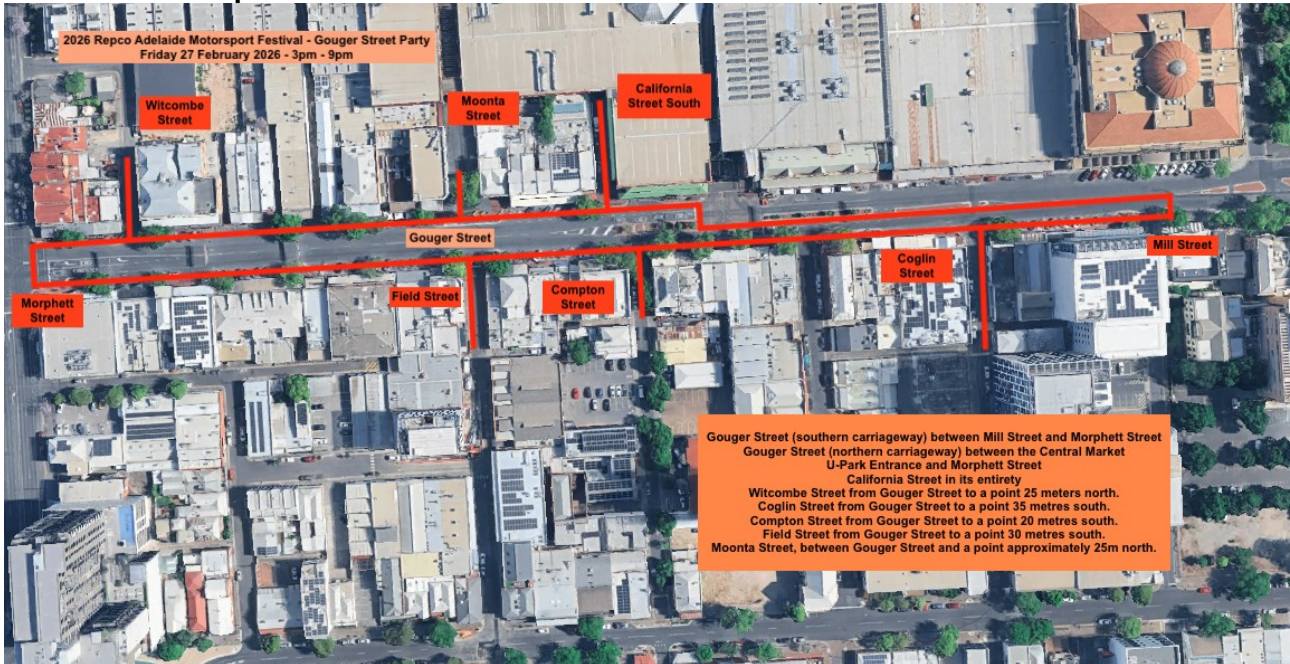 2026 Repco Adelaide Motorsport Festival - Gouger Street Party
Friday 27 February 2026 - 3pm - 9pm
Witcombe
Street
Moonta
Street
California
Street South
Gouger Street
Morphett
Street
Field Street
Compton
Street
Coglin
Street
Mill Street
Gouger Street (southern carriageway) between Mill Street and Morphett Street
Gouger Street (northern carriageway) between the Central Market
U-Park Entrance and Morphett Street
California Street in its entirety
Witcombe Street from Gouger Street to a point 25 meters north.
Coglin Street from Gouger Street to a point 35 metres south.
Compton Street from Gouger Street to a point 20 metres south.
Field Street from Gouger Street to a point 30 metres south.
Moonta Street, between Gouger Street and a point approximately 25m north.